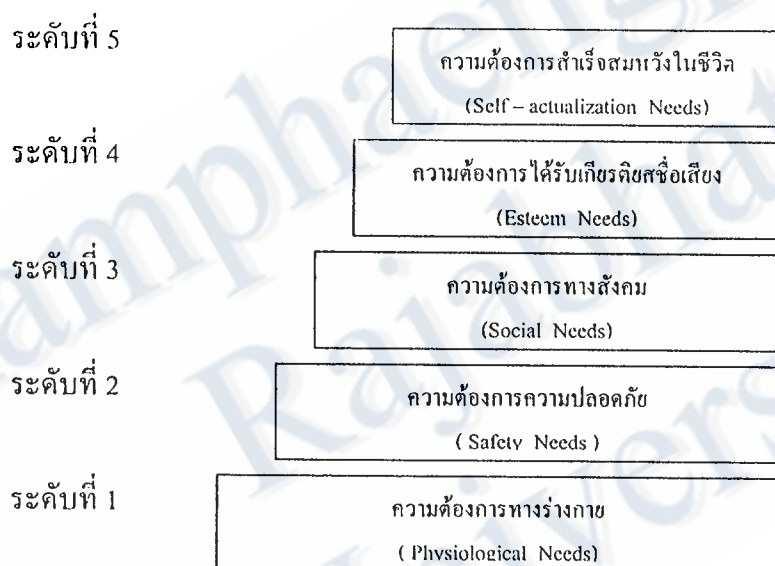 ระดับที่ 5
ความต้องการสำเร็จสมหวังในชีวิต
(Self – actualization Needs)
ระดับที่ 4
ความต้องการได้รับเกียรติยศชื่อเสียง
(Esteem Needs)
ระดับที่ 3
ความต้องการทางสังคม
(Social Needs)
ระดับที่ 2
ความต้องการความปลอดภัย
( Safety Needs )
ระดับที่ 1
ความต้องการทางร่างกาย
( Physiological Needs)
Rajabhat